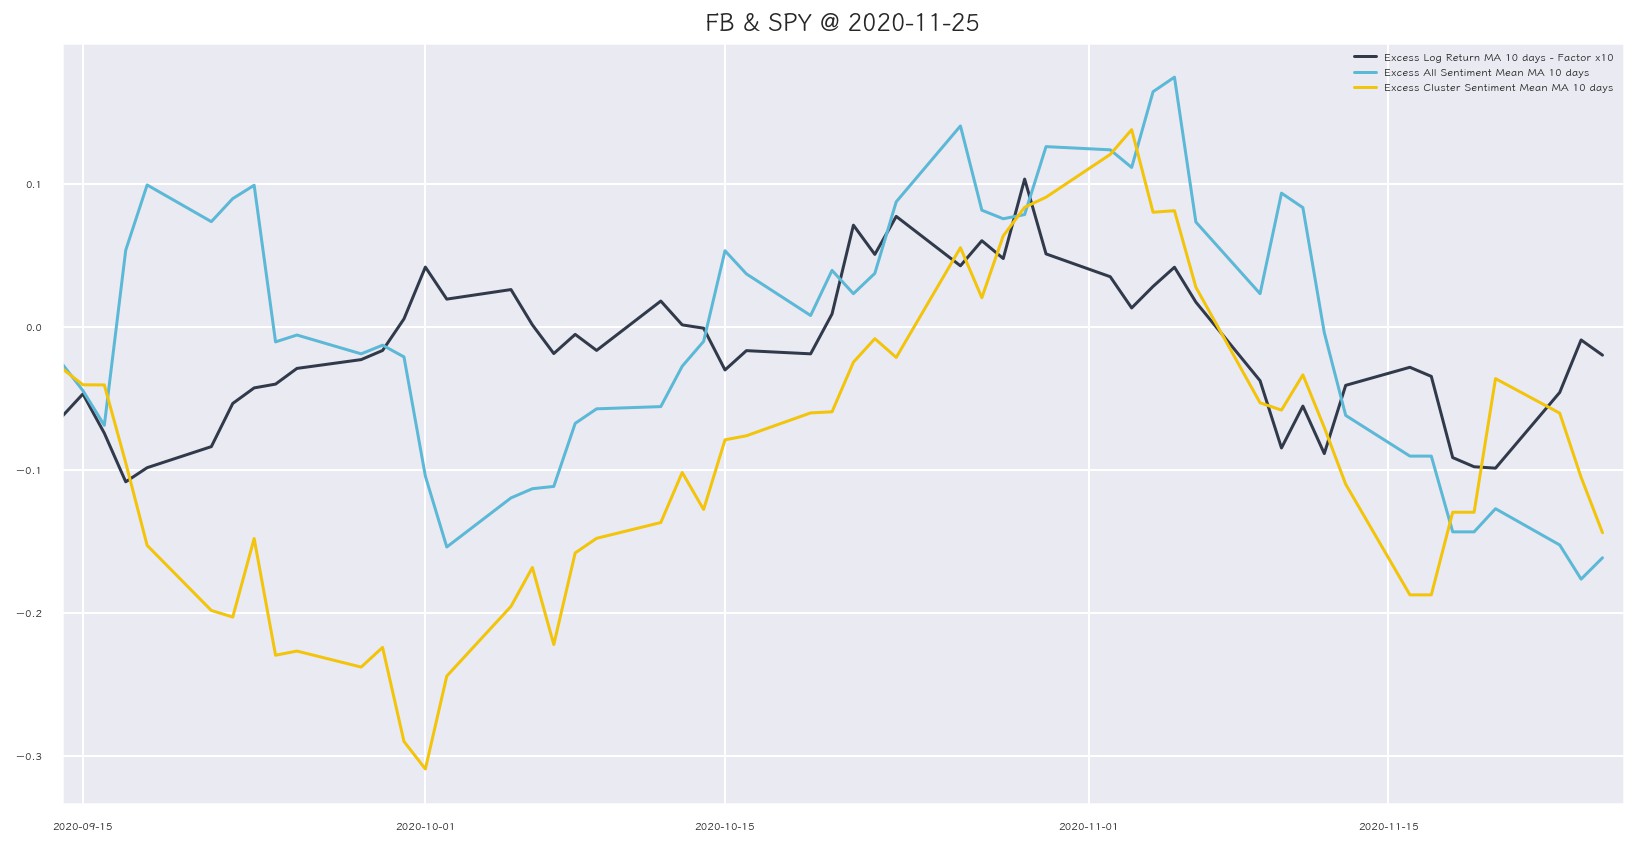 FB & SPY @ 2020-11-25
Excess Log Return MA 10 days - Factor x10
Excess All Sentiment Mean MA 10 days
Excess Cluster Sentiment Mean MA 10 days
0.1
0.0
−0.1
−0.2
−0.3
2020-09-15
2020-10-01
2020-10-15
2020-11-01
2020-11-15